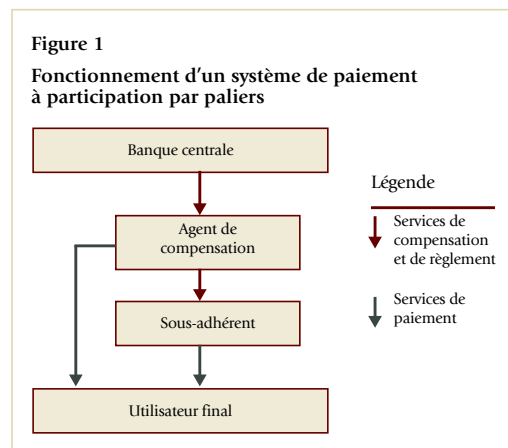 Figure 1
Fonctionnement d'un système de paiement
à participation par paliers
Banque centrale
Agent de
compensation
Sous-adhérent
Utilisateur final
Légende
Services de
compensation
et de règlement
Services de
paiement